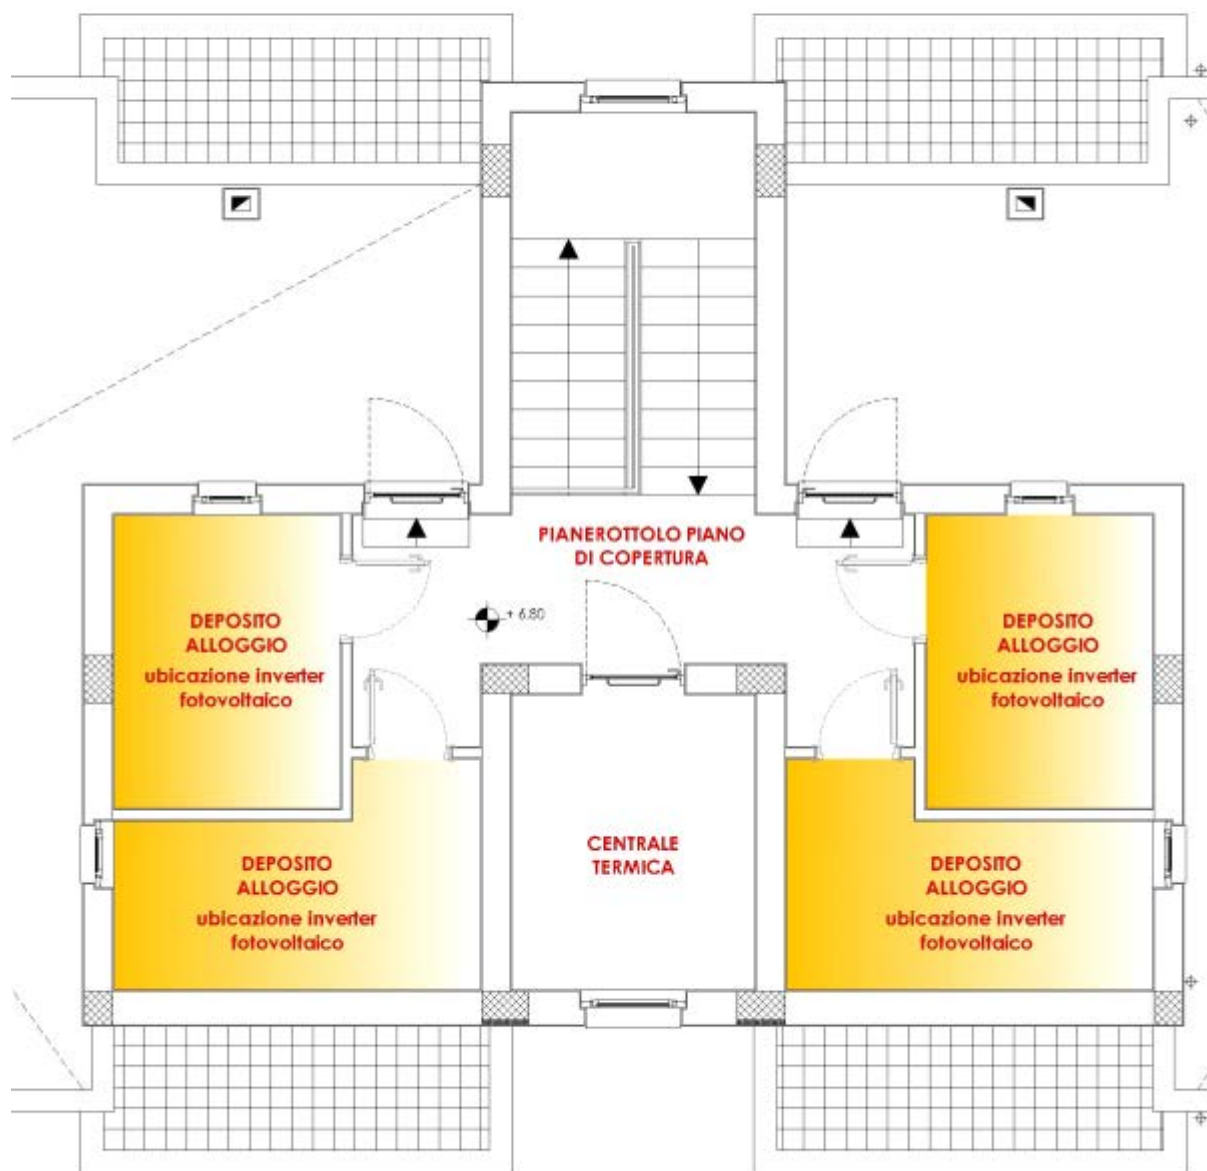 PIANEROTTOLO PIANO
DI COPERTURA
+ 6.80
DEPOSITO
ALLOGGIO
ubicazione inverter
fotovoltaico
DEPOSITO
ALLOGGIO
ubicazione inverter
fotovoltaico
CENTRALE
TERMICA
DEPOSITO
ALLOGGIO
ubicazione inverter
fotovoltaico
DEPOSITO
ALLOGGIO
ubicazione inverter
fotovoltaico